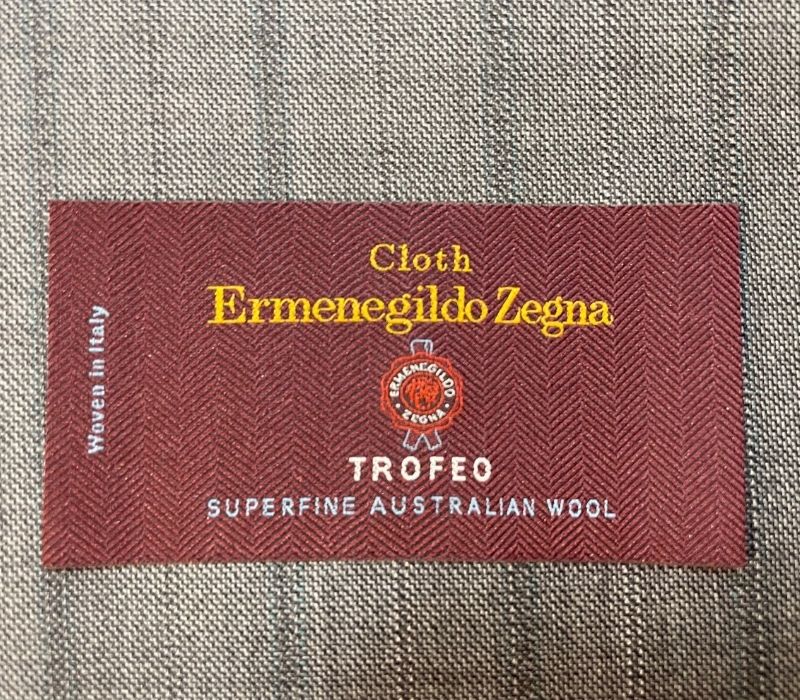 Cloth
Ermenegildo Zegna
ERMENEGILDO
ZEGNA
TROFEO
SUPERFINE AUSTRALIAN WOOL
Woven in Italy